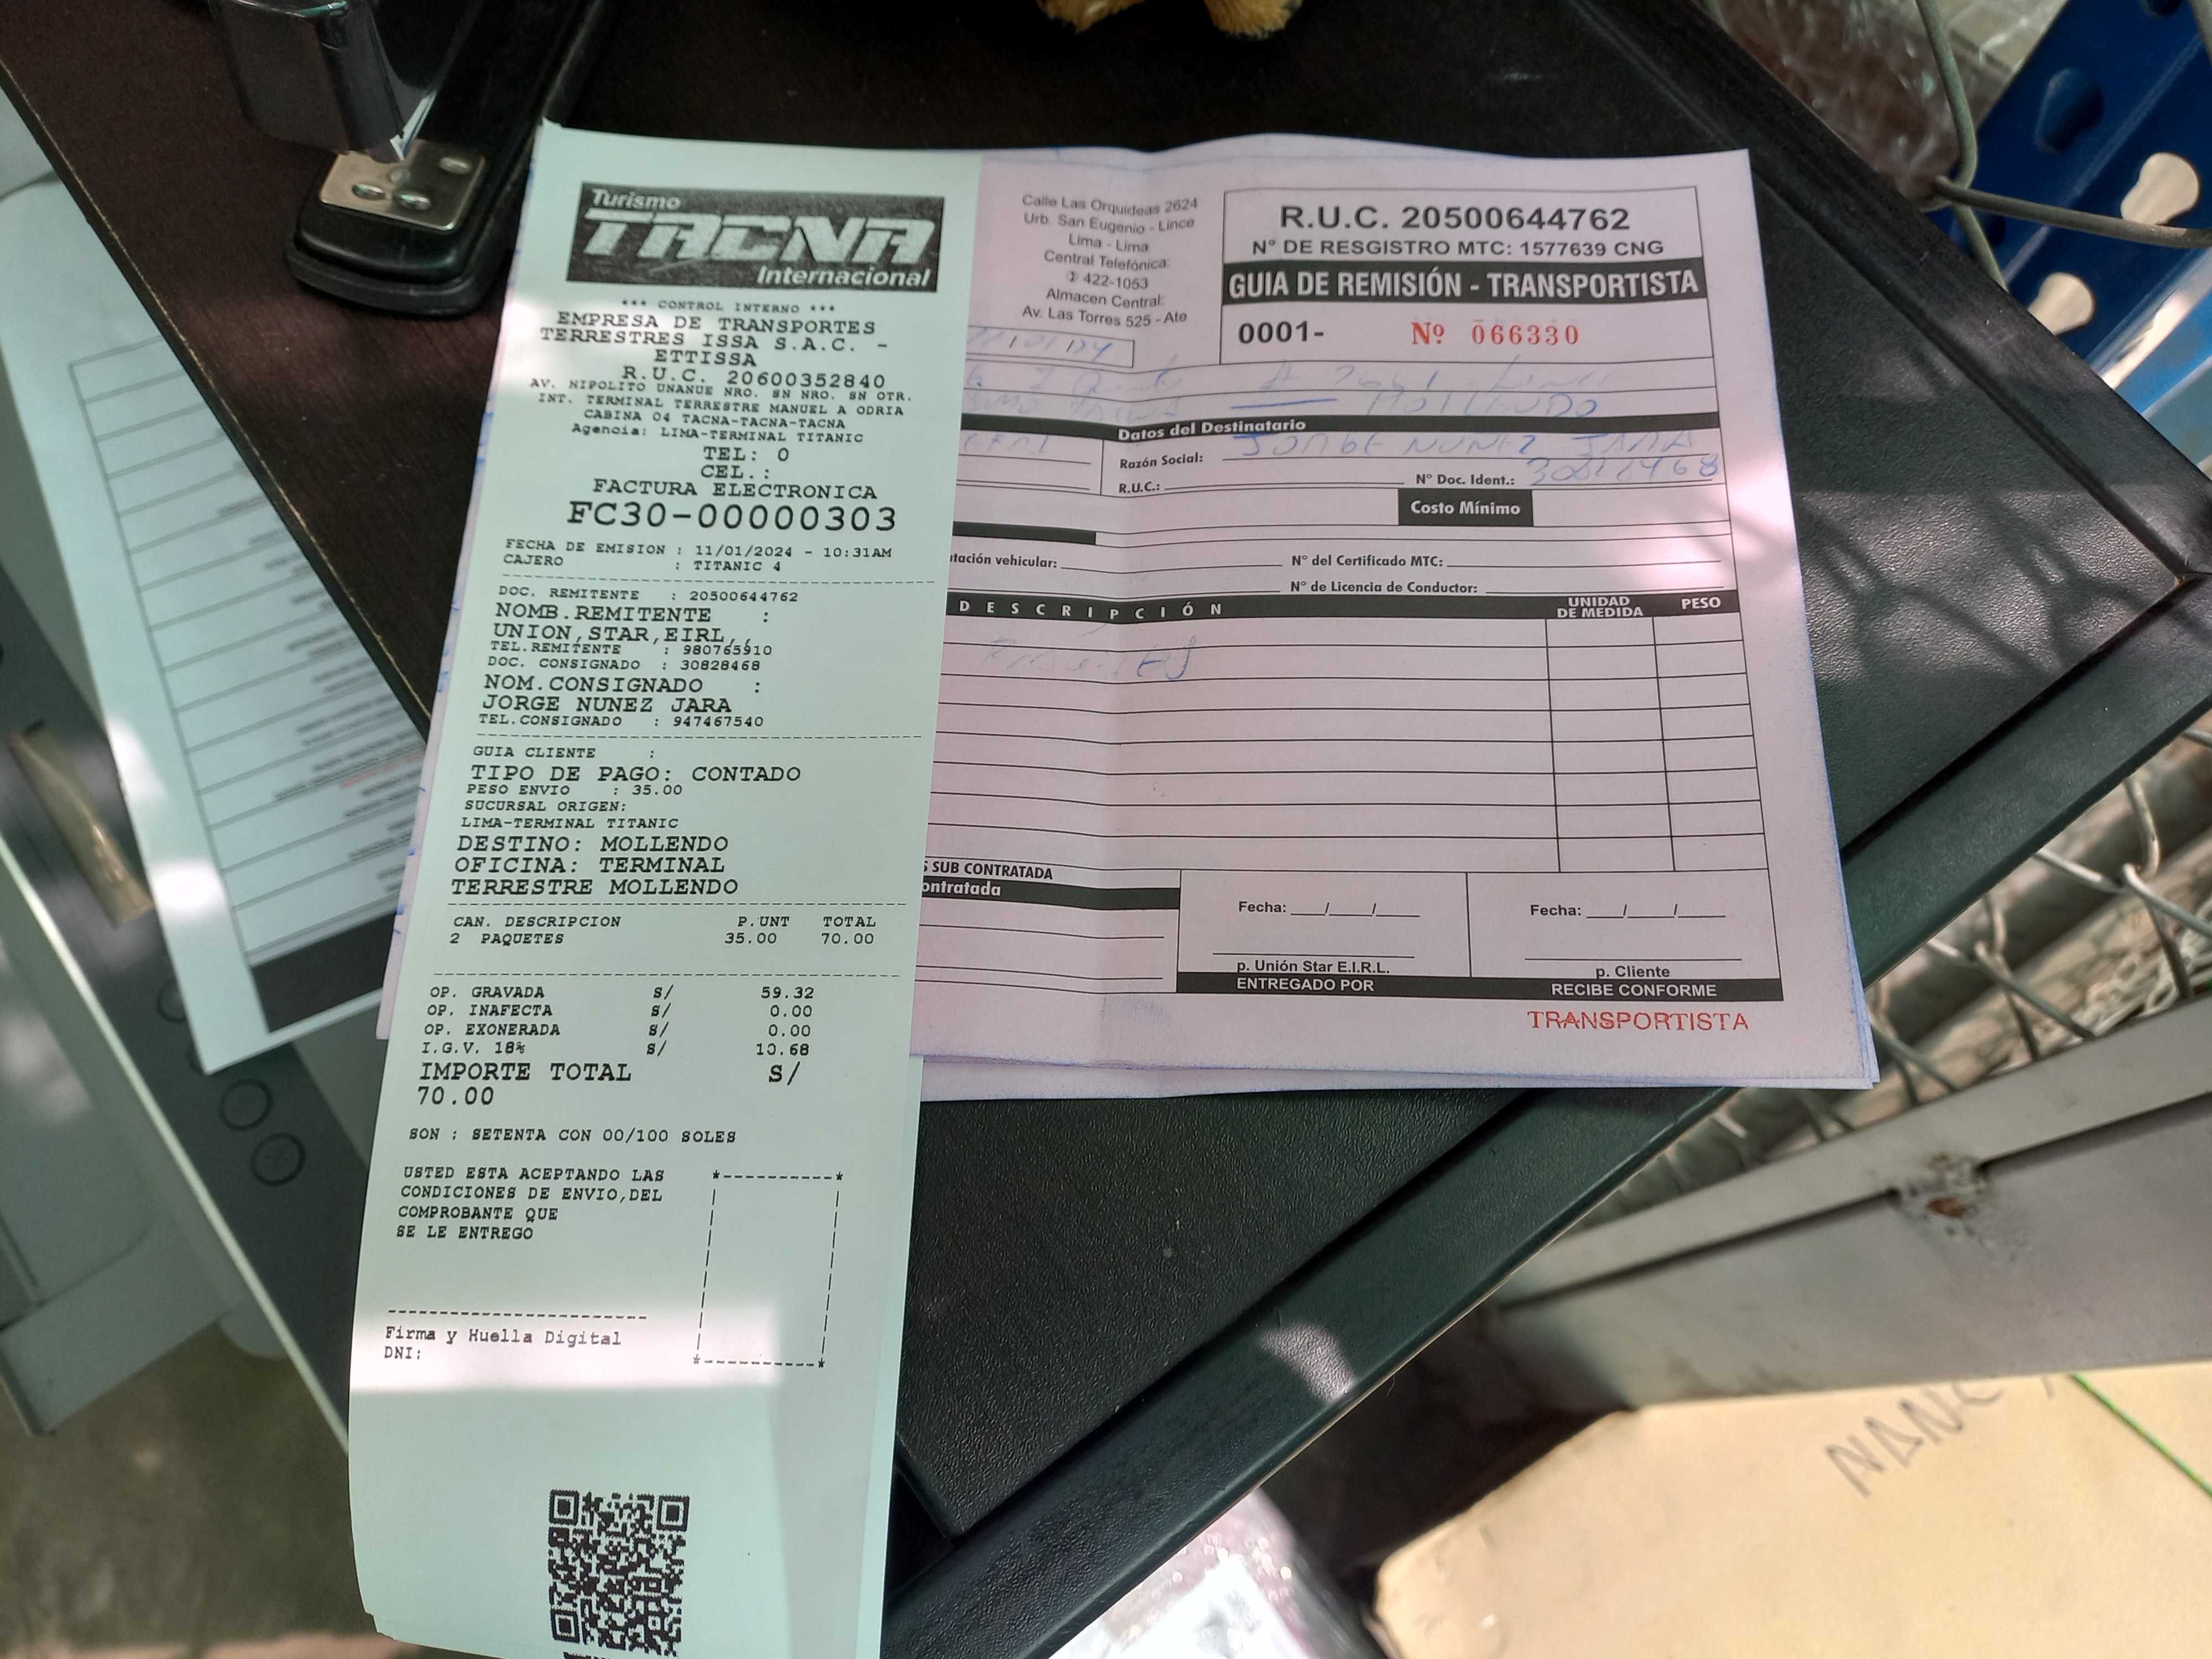 Turismo
TACNA
Internacional
*** CONTROL INTERNO ***
EMPRESA DE TRANSPORTES
TERRESTRES ISSA S.A.C. -
ETTISSA
R.U.C. 20600352840
AV. HIPOLITO UNANUE NRO. SN NRO. SN OTR.
INT. TERMINAL TERRESTRE MANUEL A ODRIA
CABINA 04 TACNA-TACNA-TACNA
Agencia: LIMA-TERMINAL TITANIC
TEL: 0
CEL.:
FACTURA ELECTRONICA
FC30-00000303
FECHA DE EMISION : 11/01/2024 - 10:31AM
CAJERO : TITANIC 4
DOC. REMITENTE : 20500644762
NOMB.REMITENTE :
UNION,STAR,EIRL,,
TEL.REMITENTE : 980765910
DOC. CONSIGNADO : 30828468
NOM.CONSIGNADO :
JORGE NUNEZ JARA
TEL.CONSIGNADO : 947467540
GUIA CLIENTE :
TIPO DE PAGO: CONTADO
PESO ENVIO : 35.00
SUCURSAL ORIGEN:
LIMA-TERMINAL TITANIC
DESTINO: MOLLENDO
OFICINA: TERMINAL
TERRESTRE MOLLENDO
CAN. DESCRIPCION P.UNT TOTAL
2 PAQUETES 35.00 70.00
OP. GRAVADA S/ 59.32
OP. INAFECTA S/ 0.00
OP. EXONERADA S/ 0.00
I.G.V. 18% S/ 10.68
IMPORTE TOTAL S/
70.00
SON : SETENTA CON 00/100 SOLES
USTED ESTA ACEPTANDO LAS
CONDICIONES DE ENVIO,DEL
COMPROBANTE QUE
SE LE ENTREGO
Firma y Huella Digital
DNI:
Calle Las Orquideas 2624
Urb. San Eugenio - Lince
Lima - Lima
Central Telefónica:
422-1053
Almacen Central:
Av. Las Torres 525 - Ate
R.U.C. 20500644762
N° DE RESGISTRO MTC: 1577639 CNG
GUIA DE REMISIÓN - TRANSPORTISTA
0001- Nº 066330
MOLLENDO
Datos del Destinatario
Razón Social: JORGE NUNEZ JARA
R.U.C.: N° Doc. Ident.:
Costo Mínimo
tación vehicular: N° del Certificado MTC:
N° de Licencia de Conductor:
DESCRIPCIÓN UNIDAD DE MEDIDA PESO
S SUB CONTRATADA
ontratada
Fecha: __/__/__ Fecha: __/__/__
p. Unión Star E.I.R.L. p. Cliente
ENTREGADO POR RECIBE CONFORME
TRANSPORTISTA